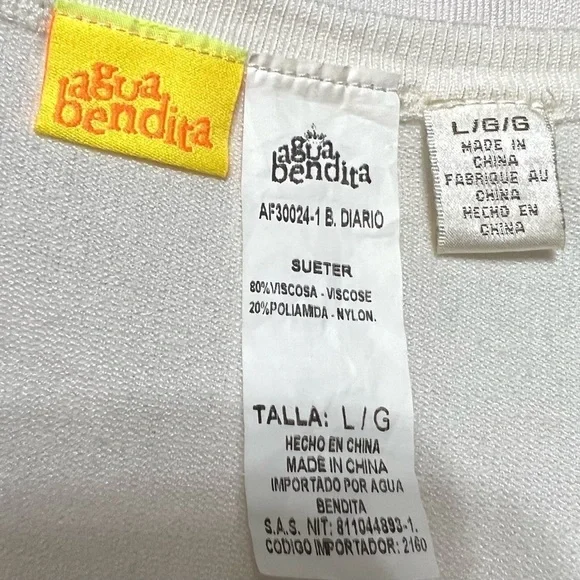 agua
bendita
agua
bendita
AF30024-1 B. DIARIO
SUETER
80%VISCOSA - VISCOSE
20%POLIAMIDA - NYLON.
TALLA: L/G
HECHO EN CHINA
MADE IN CHINA
IMPORTADO POR AGUA
BENDITA
S.A.S. NIT: 811044893-1.
CODIGO IMPORTADOR: 2160
L/G/G
MADE IN
CHINA
FABRIQUE AU
CHINA
HECHO EN
CHINA